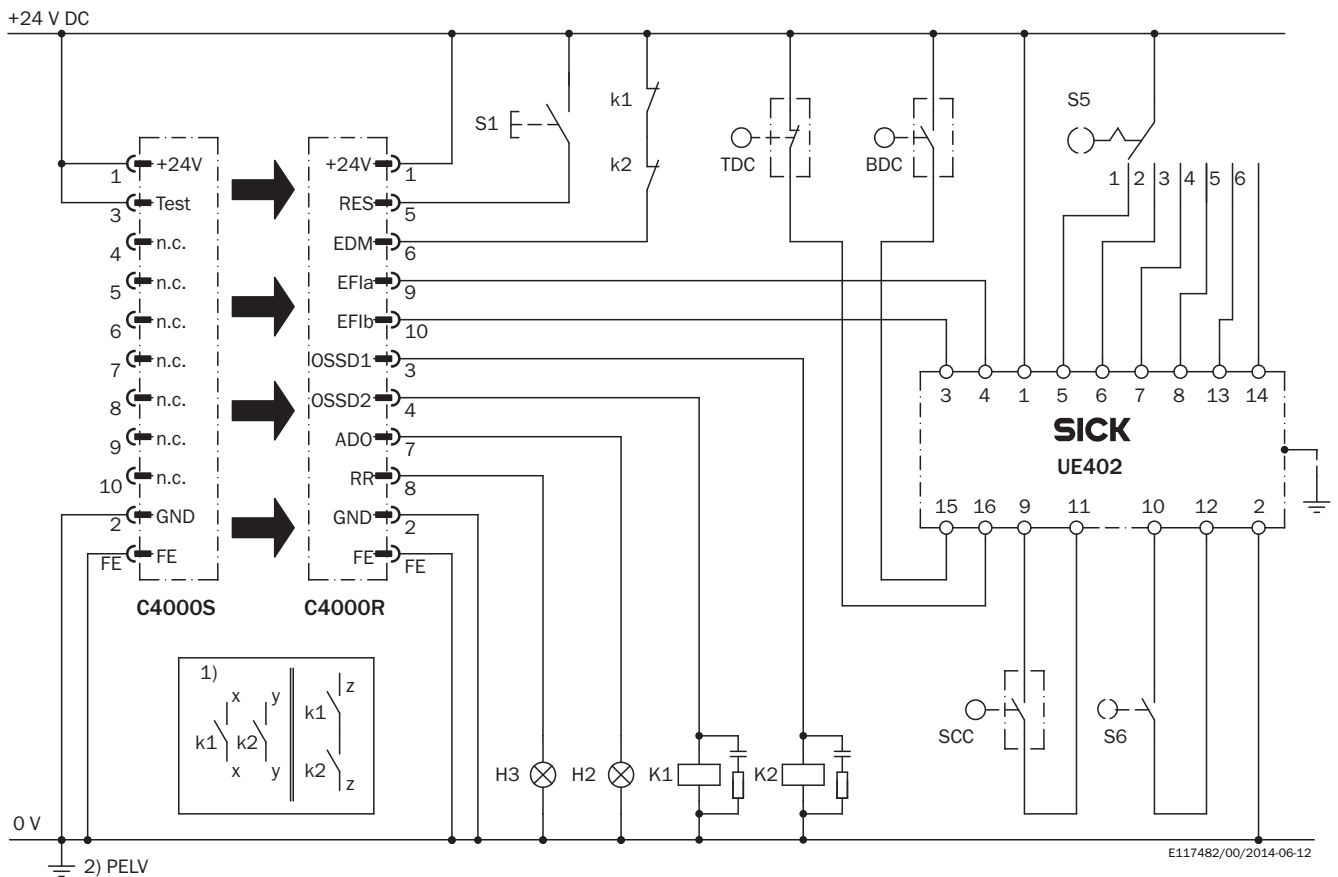 +24 V DC
S1
k1
k2
TDC
BDC
S5
1 2 3 4 5 6
1 +24V
3 Test
4 n.c.
5 n.c.
6 n.c.
7 n.c.
8 n.c.
9 n.c.
10 n.c.
2 GND
FE FE
C4000S
+24V 1
RES 5
EDM 6
EFIa 9
EFIb 10
OSSD1 3
OSSD2 4
ADO 7
RR 8
GND 2
FE FE
C4000R
3 4 1 5 6 7 8 13 14
SICK
UE402
15 16 9 11 10 12 2
SCC
S6
1)
x y z
k1 k2 k1
k2
x y z
H3 H2 K1 K2
0 V
2) PELV
E117482/00/2014-06-12